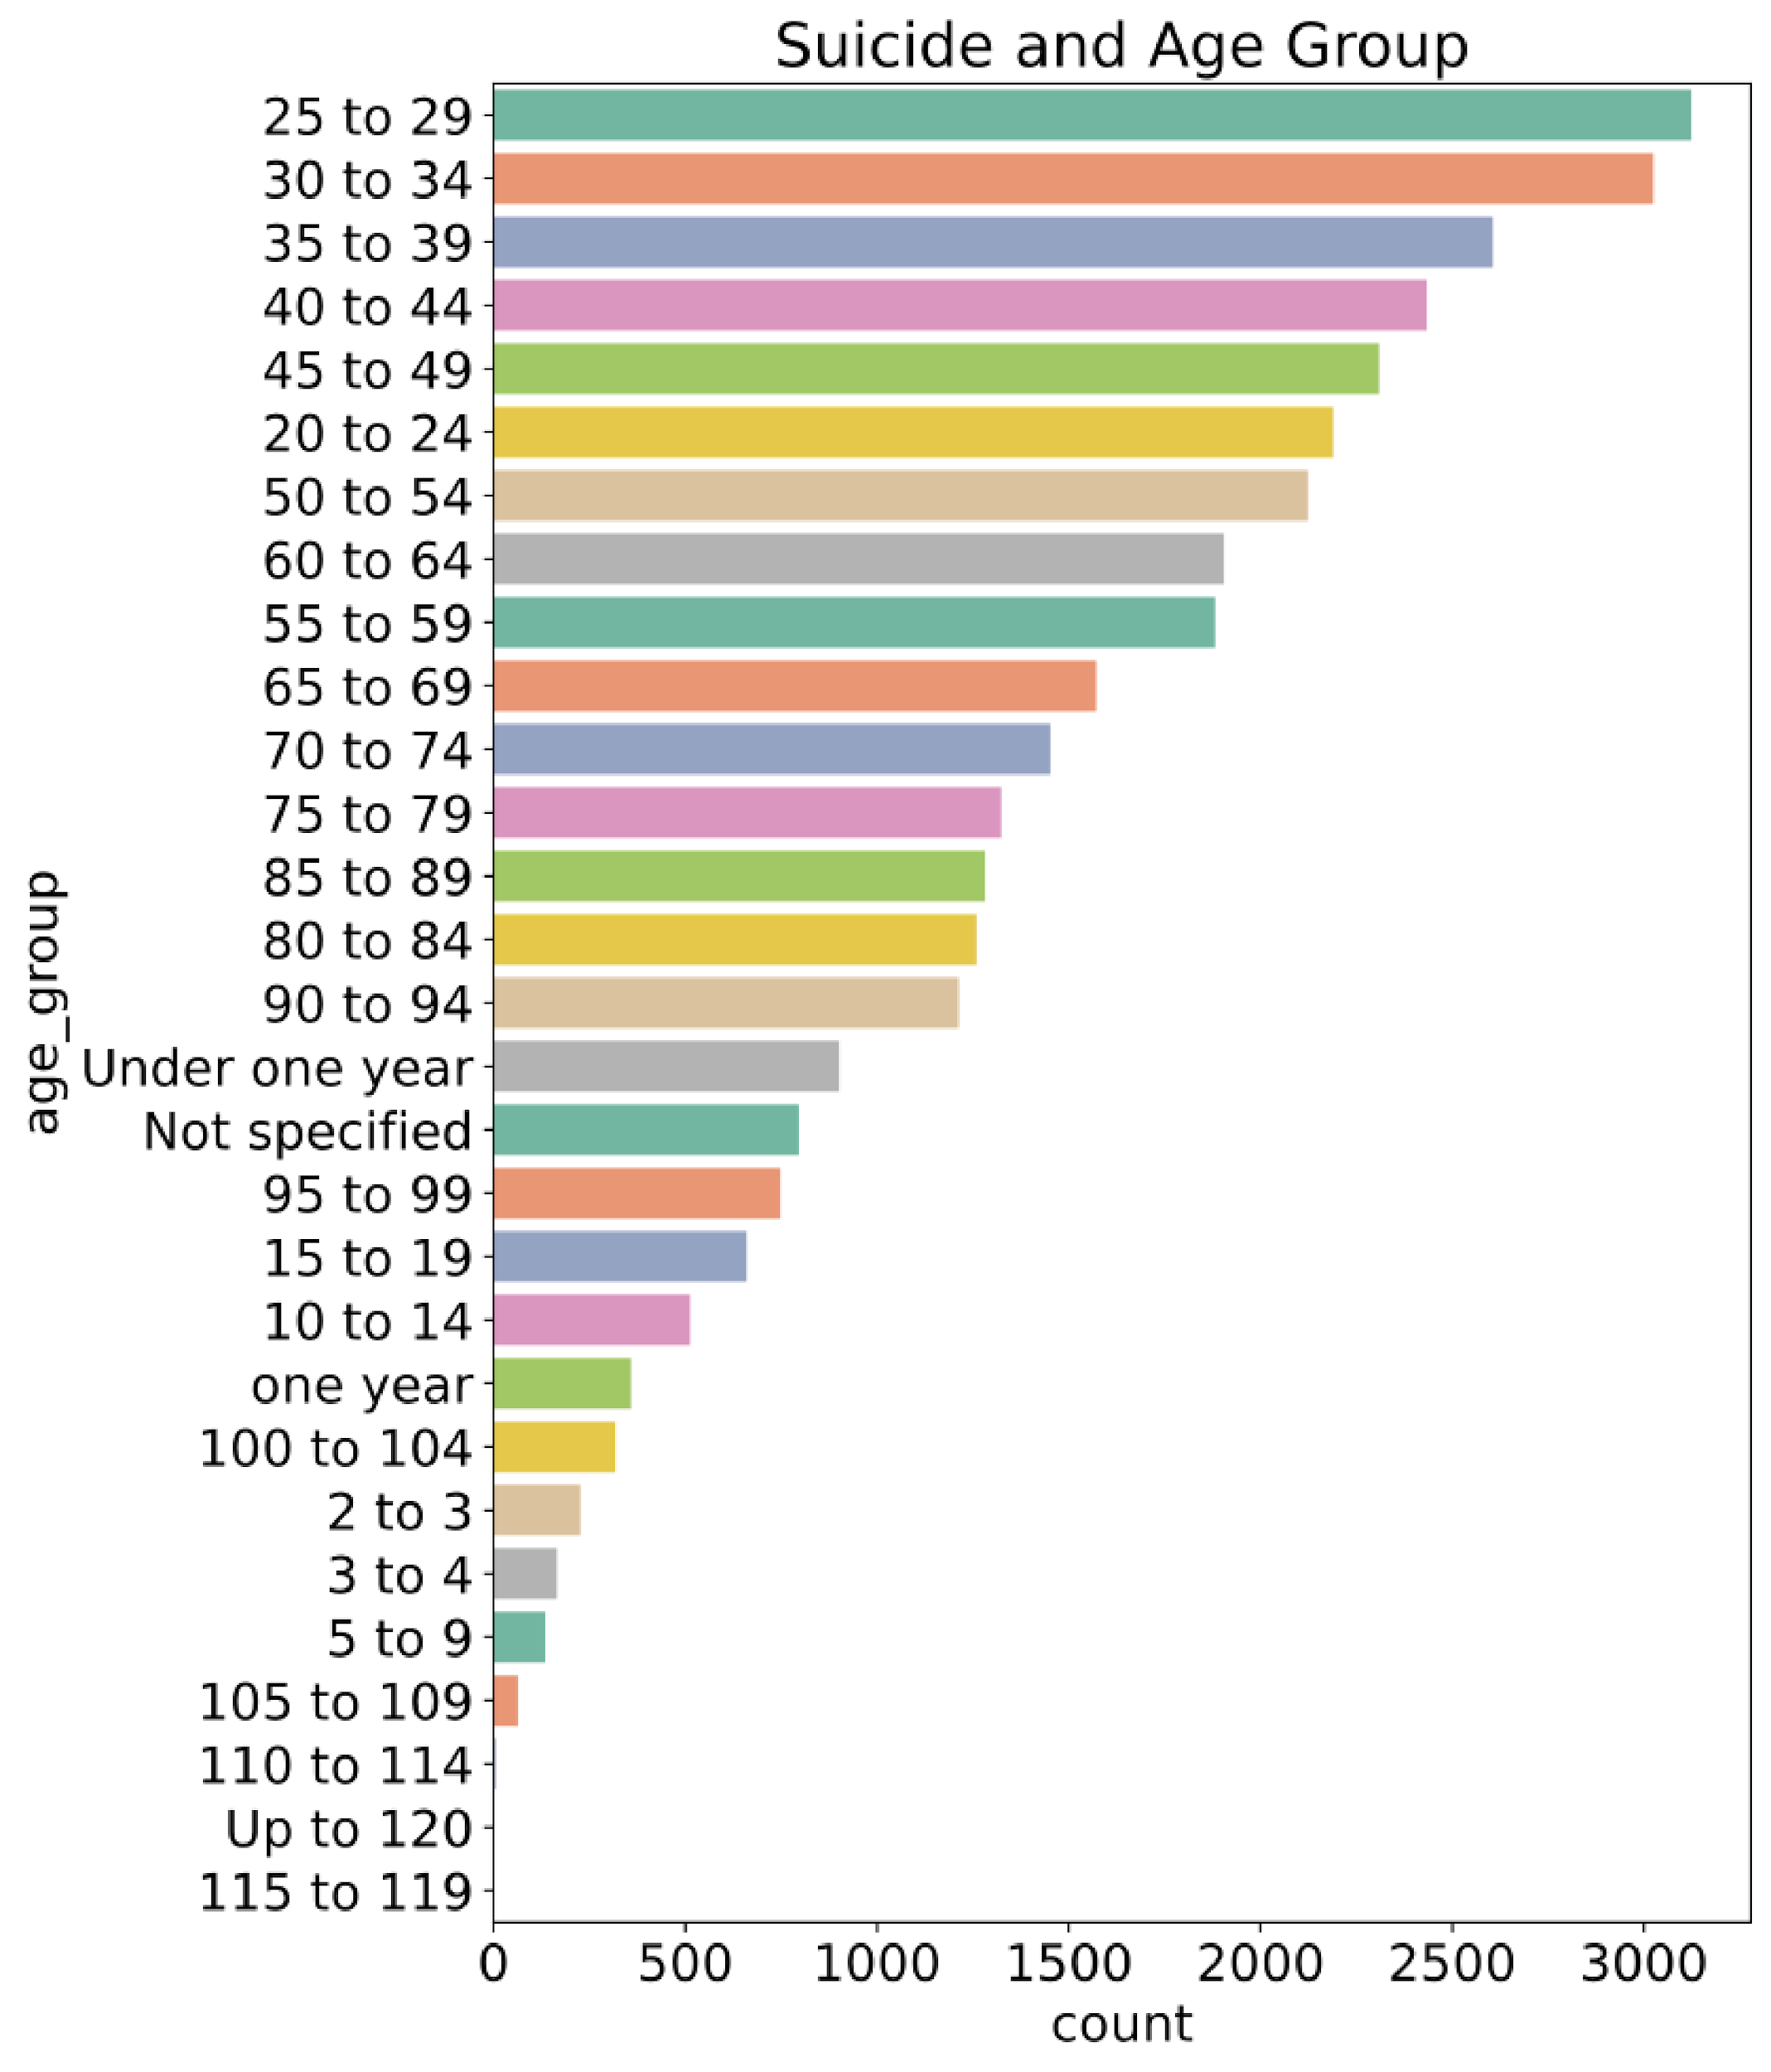 Suicide and Age Group
25 to 29
30 to 34
35 to 39
40 to 44
45 to 49
20 to 24
50 to 54
60 to 64
55 to 59
65 to 69
70 to 74
75 to 79
85 to 89
80 to 84
90 to 94
Under one year
Not specified
95 to 99
15 to 19
10 to 14
one year
100 to 104
2 to 3
3 to 4
5 to 9
105 to 109
110 to 114
Up to 120
115 to 119
age_group
0 500 1000 1500 2000 2500 3000
count